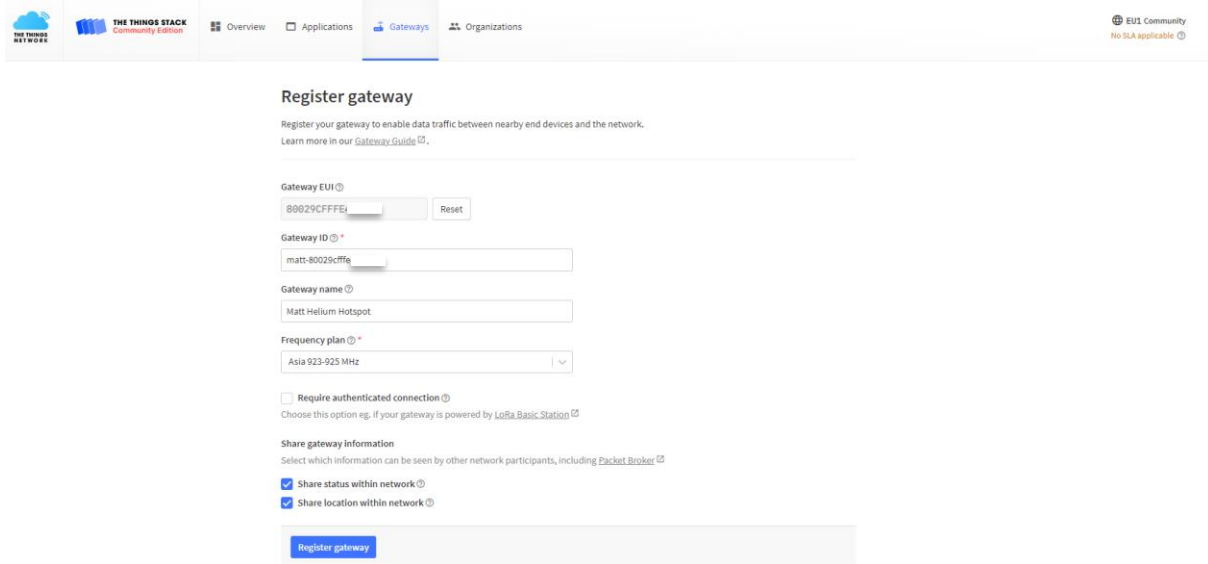 THE THINGS
NETWORK
THE THINGS STACK
Community Edition
Overview
Applications
Gateways
Organizations
EU1 Community
No SLA applicable
Register gateway
Register your gateway to enable data traffic between nearby end devices and the network.
Learn more in our Gateway Guide.
Gateway EUI
80029CFFFE
Reset
Gateway ID *
matt-80029cfffe
Gateway name
Matt Helium Hotspot
Frequency plan *
Asia 923-925 MHz
Require authenticated connection
Choose this option eg. if your gateway is powered by LoRa Basic Station
Share gateway information
Select which information can be seen by other network participants, including Packet Broker
Share status within network
Share location within network
Register gateway